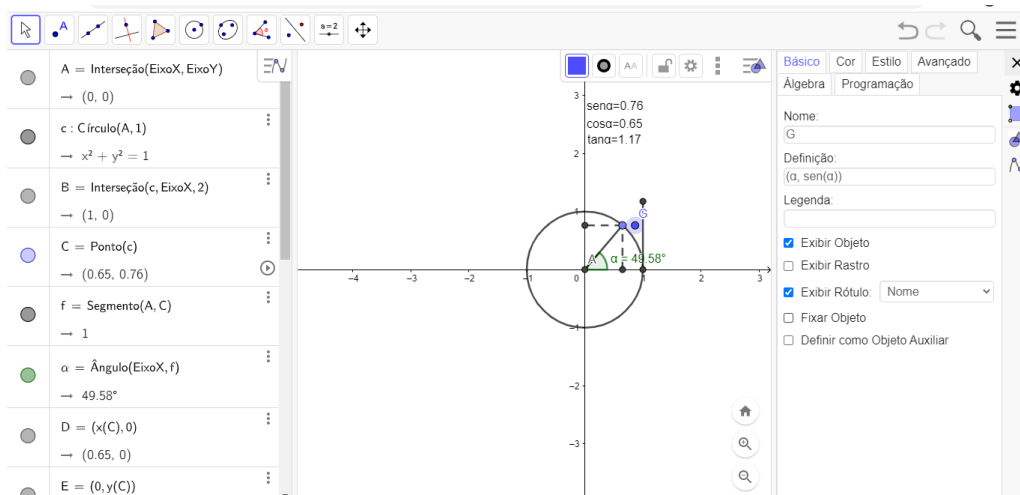 A
a=2
A = Interseção(EixoX, EixoY)
→ (0, 0)
c : Círculo(A, 1)
→ x² + y² = 1
B = Interseção(c, EixoX, 2)
→ (1, 0)
C = Ponto(c)
→ (0.65, 0.76)
f = Segmento(A, C)
→ 1
α = Ângulo(EixoX, f)
→ 49.58°
D = (x(C), 0)
→ (0.65, 0)
E = (0, y(C))
AA
senα=0.76
cosα=0.65
tanα=1.17
G
A
α = 49.58°
3
2
1
−1
−2
−3
−4
−3
−2
−1
0
1
2
3
Básico
Cor
Estilo
Avançado
Álgebra
Programação
Nome:
G
Definição:
(α, sen(α))
Legenda:
Exibir Objeto
Exibir Rastro
Exibir Rótulo:
Nome
Fixar Objeto
Definir como Objeto Auxiliar